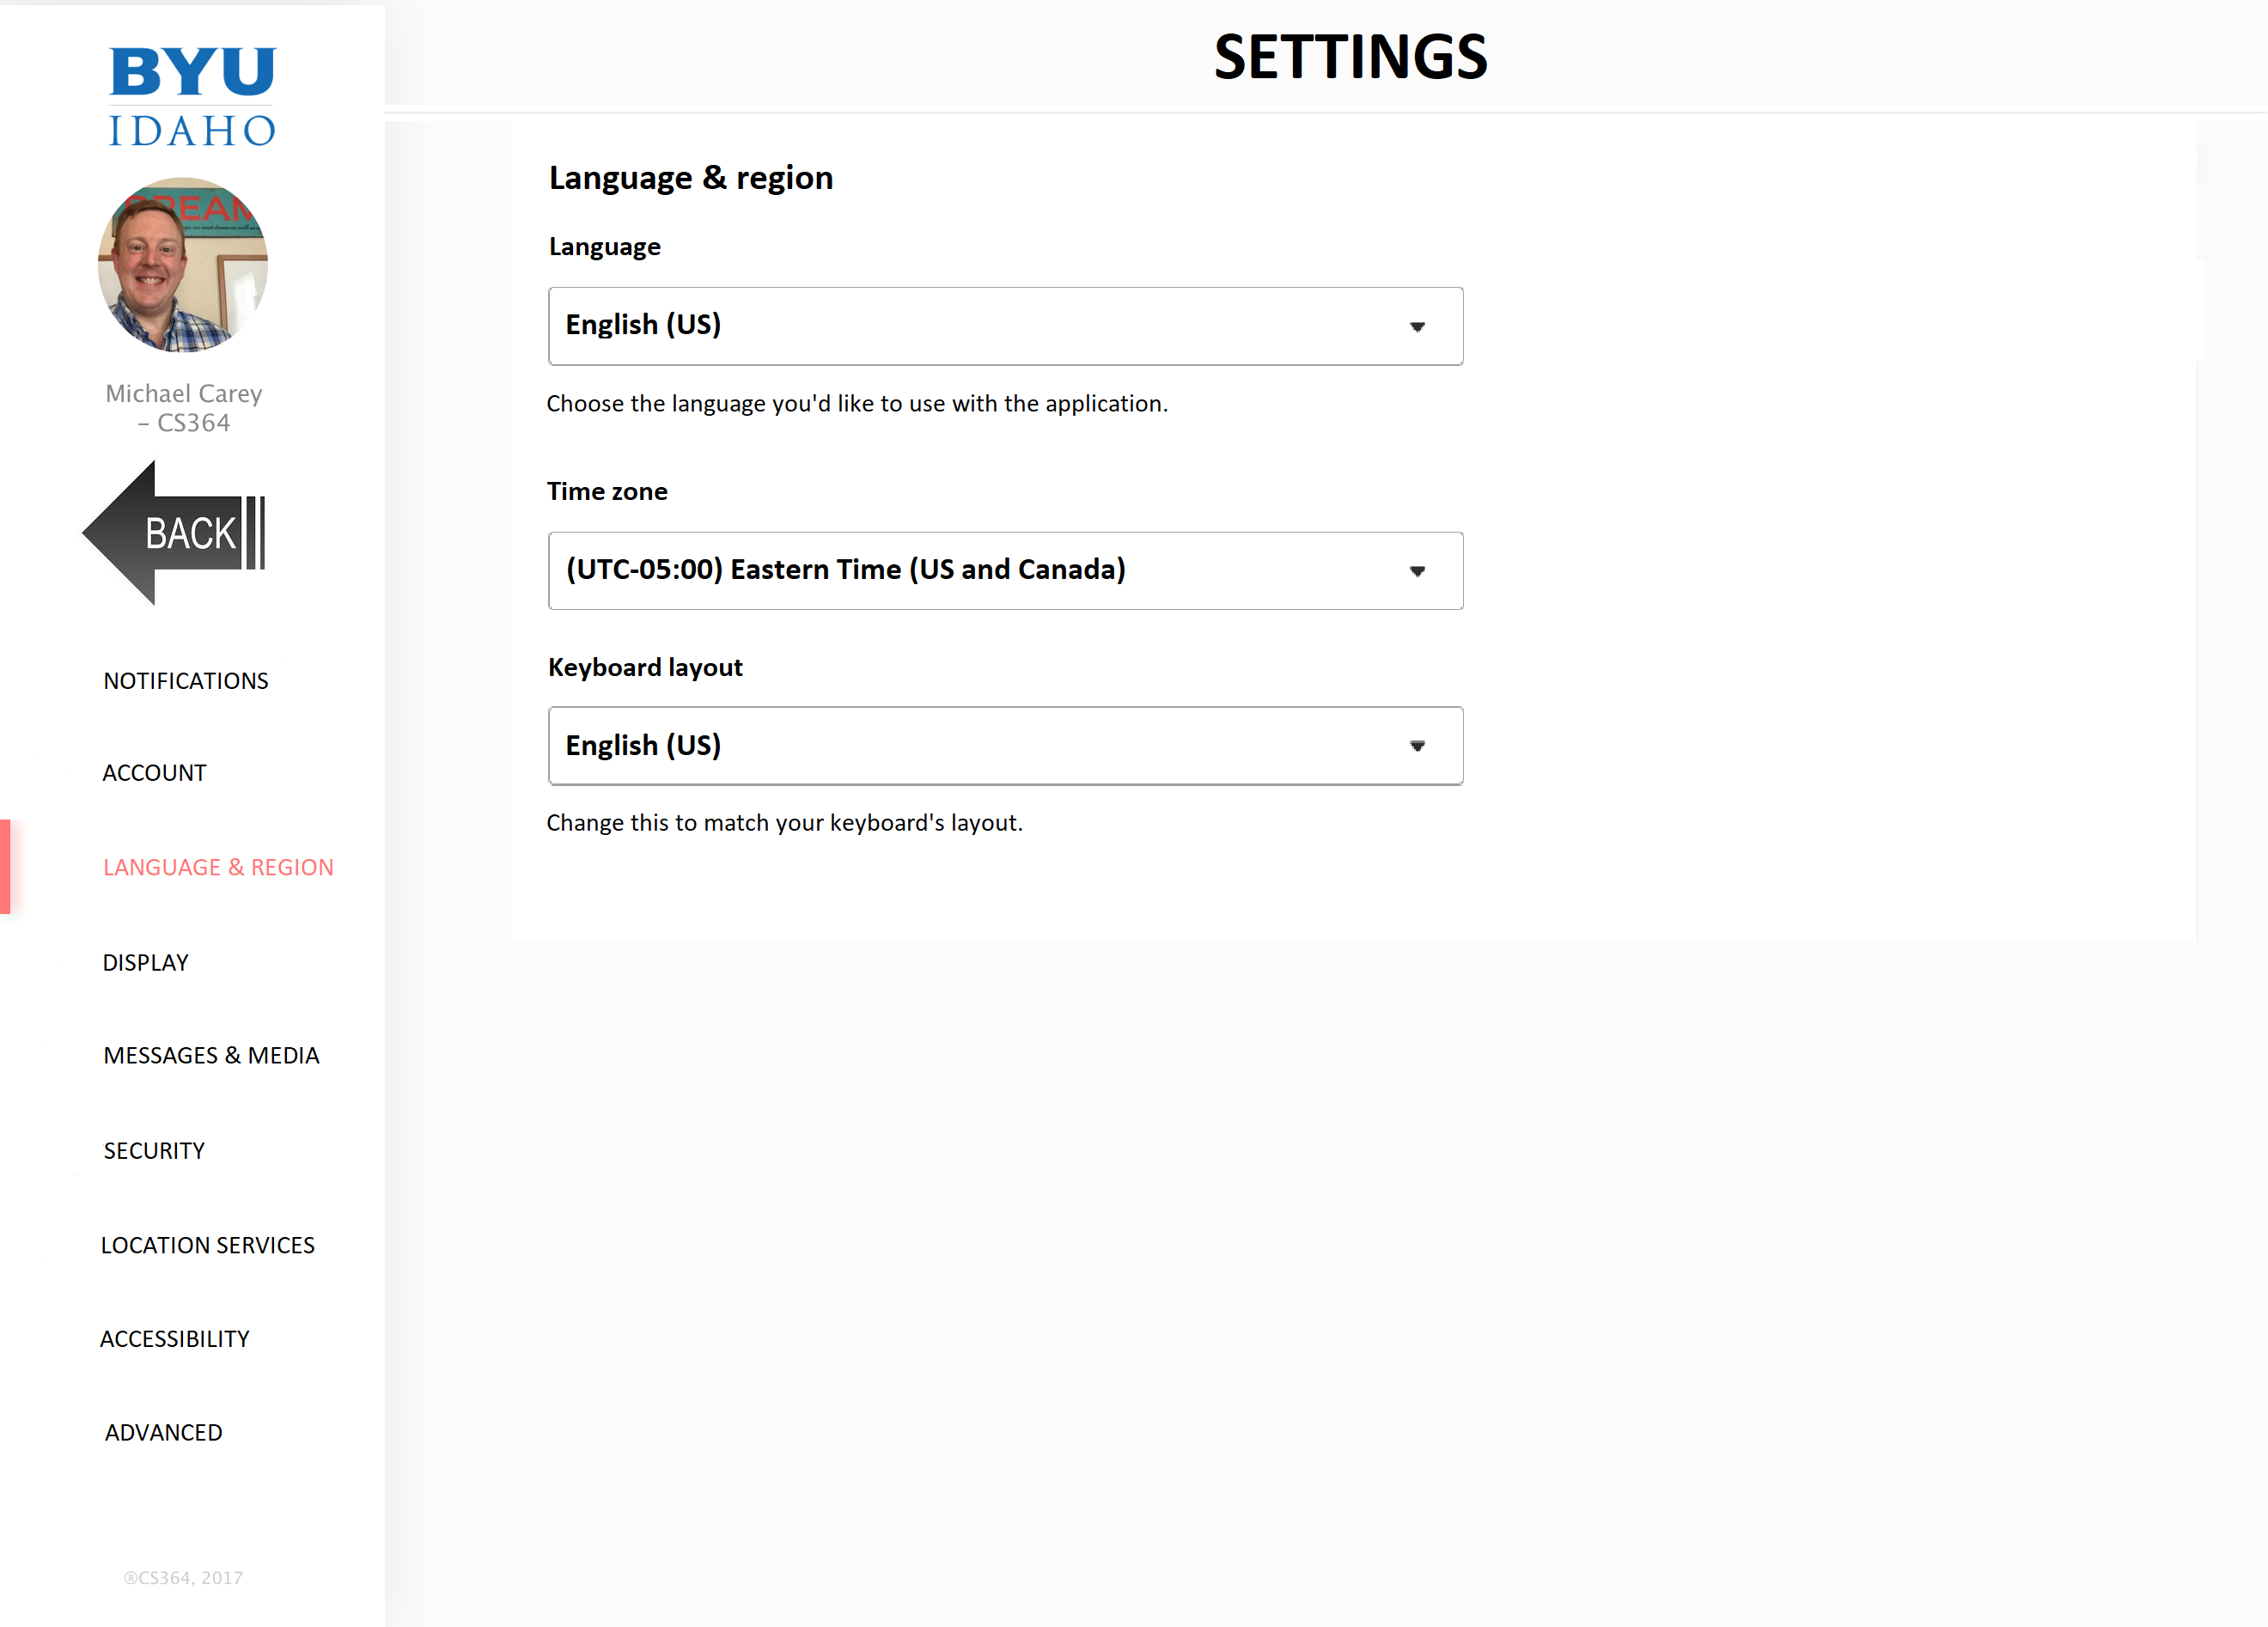 BYU
IDAHO
Michael Carey
– CS364
BACK
NOTIFICATIONS
ACCOUNT
LANGUAGE & REGION
DISPLAY
MESSAGES & MEDIA
SECURITY
LOCATION SERVICES
ACCESSIBILITY
ADVANCED
®CS364, 2017
SETTINGS
Language & region
Language
English (US)
Choose the language you'd like to use with the application.
Time zone
(UTC-05:00) Eastern Time (US and Canada)
Keyboard layout
English (US)
Change this to match your keyboard's layout.